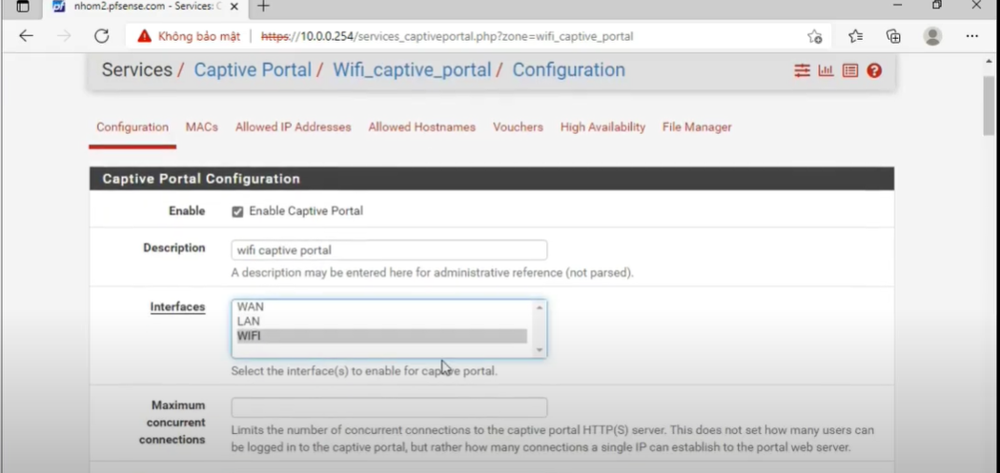 nhom2.pfsense.com - Services: C
Không bảo mật | https://10.0.0.254/services_captiveportal.php?zone=wifi_captive_portal
Services / Captive Portal / Wifi_captive_portal / Configuration
Configuration MACs Allowed IP Addresses Allowed Hostnames Vouchers High Availability File Manager
Captive Portal Configuration
Enable Enable Captive Portal
Description wifi captive portal
A description may be entered here for administrative reference (not parsed).
Interfaces WAN
LAN
WIFI
Select the interface(s) to enable for captive portal.
Maximum
concurrent
connections
Limits the number of concurrent connections to the captive portal HTTP(S) server. This does not set how many users can
be logged in to the captive portal, but rather how many connections a single IP can establish to the portal web server.